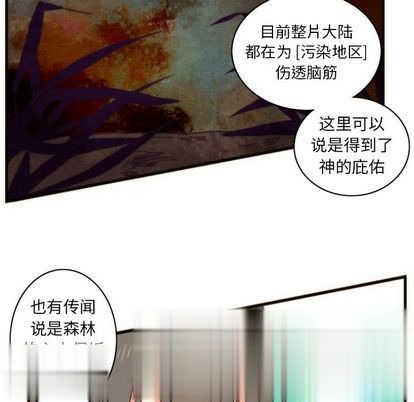 目前整片大陆
都在为 [污染地区]
伤透脑筋
这里可以
说是得到了
神的庇佑
也有传闻
说是森林